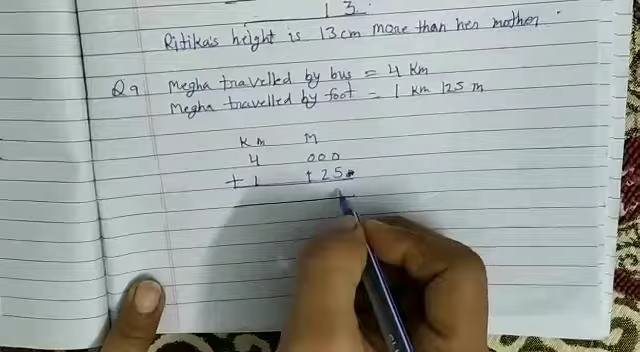 13
Ritika's height is 13 cm more than her mother.
Q9 Megha travelled by bus = 4 Km
Megha travelled by foot = 1 Km 125 m
Km M
4 000
+ 1 125